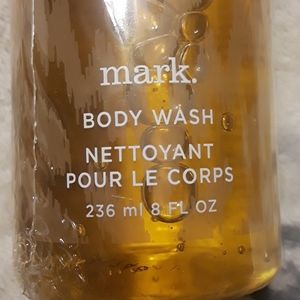 mark.
BODY WASH
NETTOYANT
POUR LE CORPS
236 ml 8 FL OZ